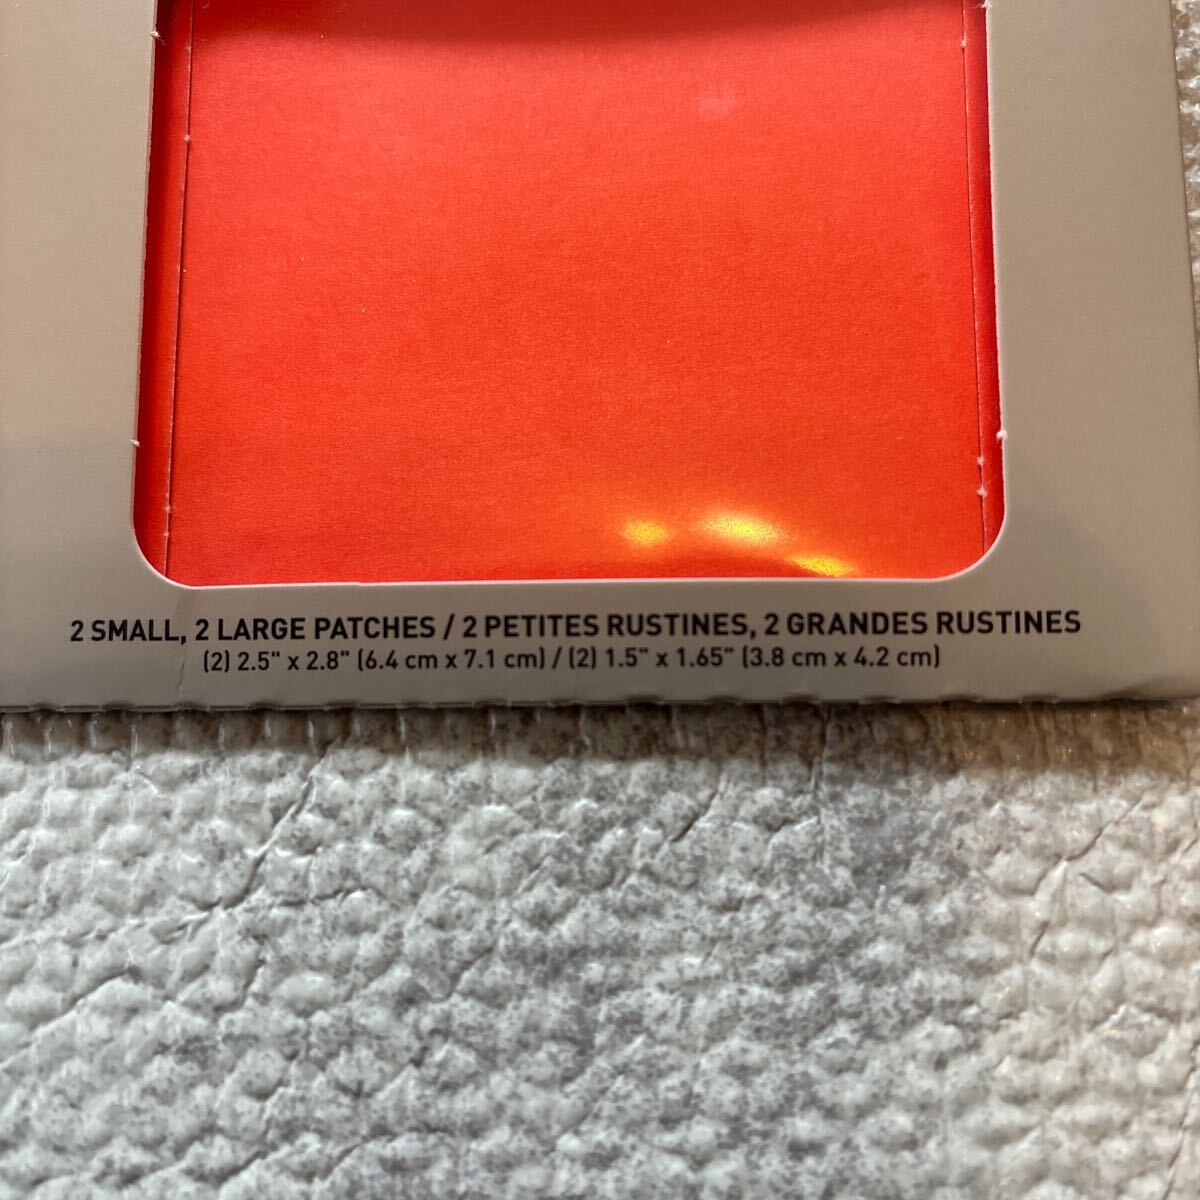 2 SMALL, 2 LARGE PATCHES / 2 PETITES RUSTINES, 2 GRANDES RUSTINES
(2) 2.5" x 2.8" (6.4 cm x 7.1 cm) / (2) 1.5" x 1.65" (3.8 cm x 4.2 cm)